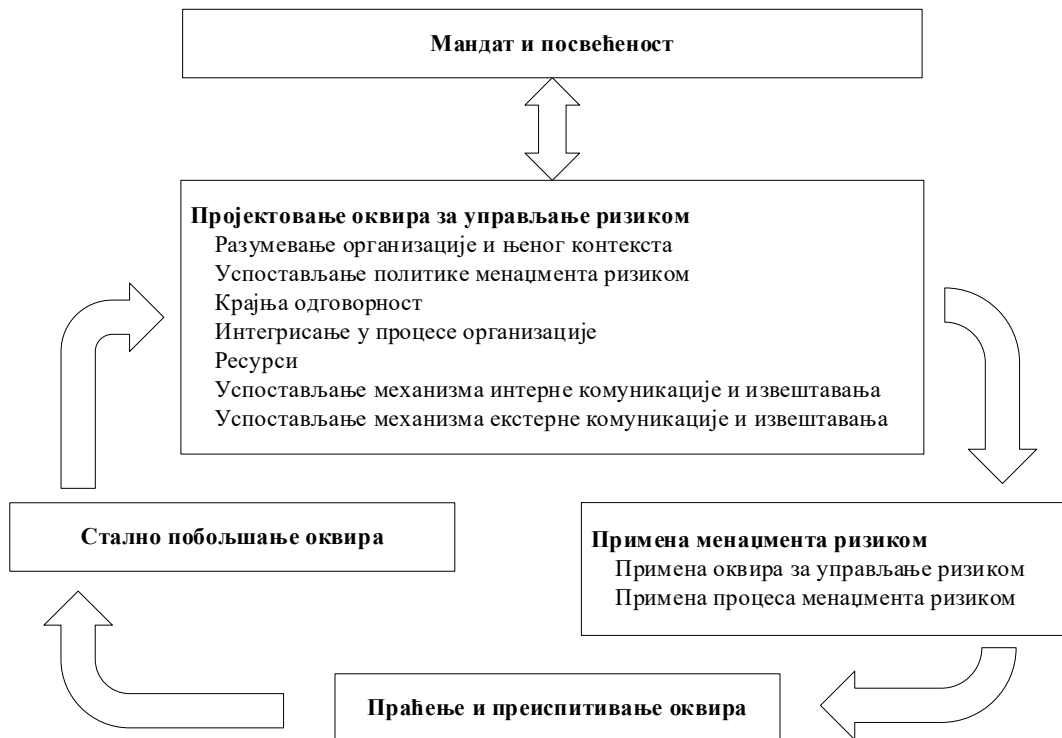 Мандат и посвећеност
Пројектовање оквира за управљање ризиком
Разумевање организације и њеног контекста
Успостављање политике менаџмента ризиком
Крајња одговорност
Интегрисање у процесе организације
Ресурси
Успостављање механизма интерне комуникације и извештавања
Успостављање механизма екстерне комуникације и извештавања
Стално побољшање оквира
Примена менаџмента ризиком
Примена оквира за управљање ризиком
Примена процеса менаџмента ризиком
Праћење и преиспитивање оквира